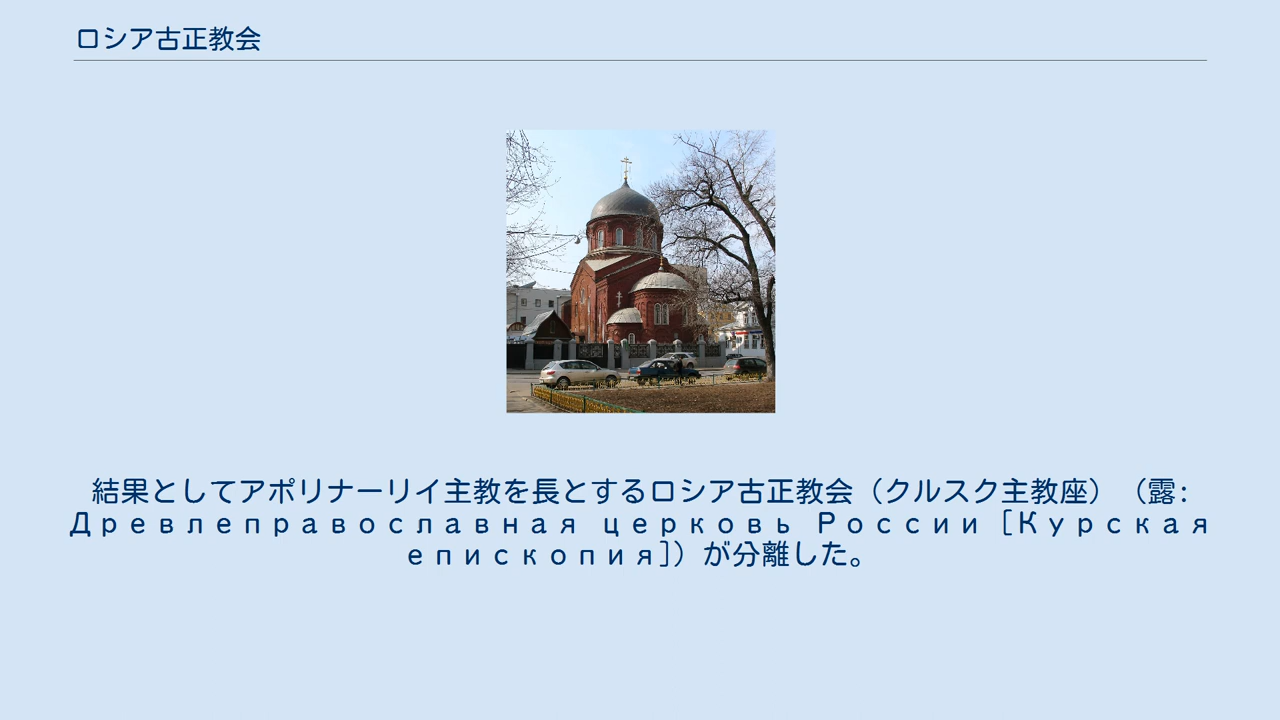 ロシア古正教会
結果としてアポリナーリイ主教を長とするロシア古正教会（クルスク主教座）（露:
Древлеправославная церковь России [Курская
епископия]）が分離した。